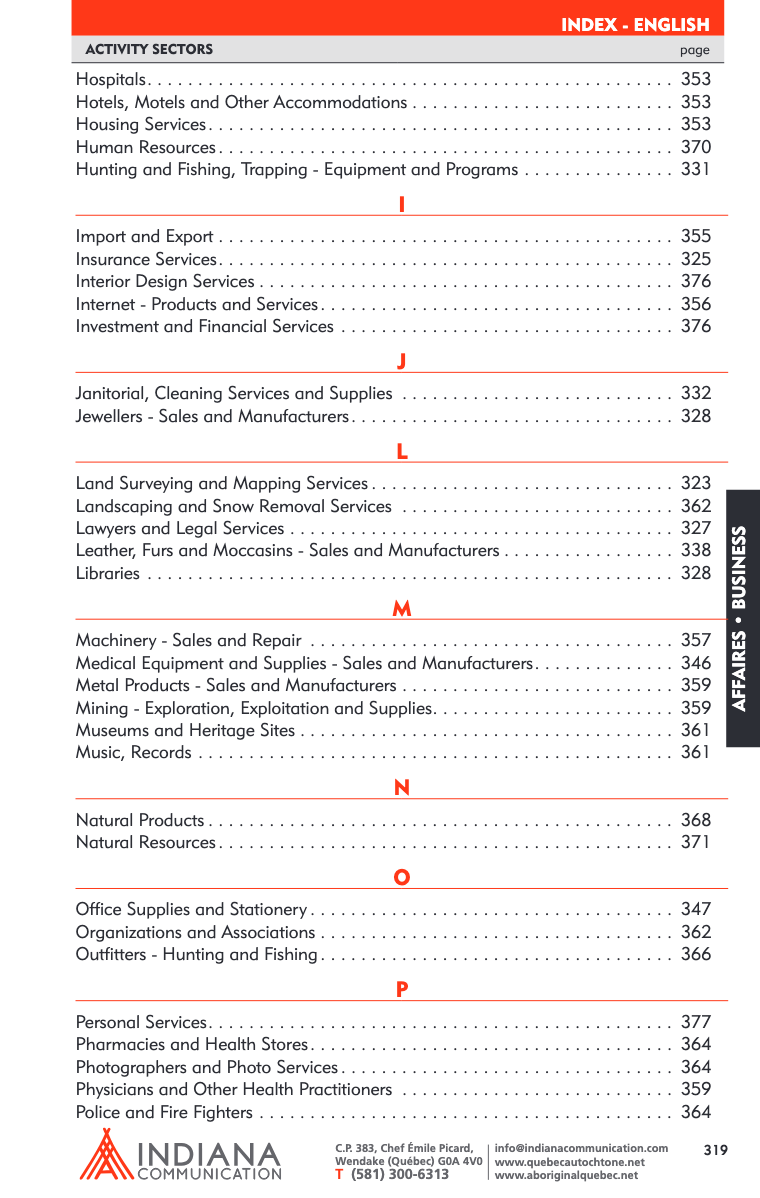 INDEX - ENGLISH
ACTIVITY SECTORS page
Hospitals. . . . . . . . . . . . . . . . . . . . . . . . . . . . . . . . . . . . . . . . . . . . . . . . . . . . 353
Hotels, Motels and Other Accommodations . . . . . . . . . . . . . . . . . . . . . . . . . . 353
Housing Services. . . . . . . . . . . . . . . . . . . . . . . . . . . . . . . . . . . . . . . . . . . . . . 353
Human Resources. . . . . . . . . . . . . . . . . . . . . . . . . . . . . . . . . . . . . . . . . . . . . 370
Hunting and Fishing, Trapping - Equipment and Programs . . . . . . . . . . . . . . . 331
I
Import and Export . . . . . . . . . . . . . . . . . . . . . . . . . . . . . . . . . . . . . . . . . . . . . 355
Insurance Services. . . . . . . . . . . . . . . . . . . . . . . . . . . . . . . . . . . . . . . . . . . . . 325
Interior Design Services . . . . . . . . . . . . . . . . . . . . . . . . . . . . . . . . . . . . . . . . . 376
Internet - Products and Services. . . . . . . . . . . . . . . . . . . . . . . . . . . . . . . . . . . 356
Investment and Financial Services . . . . . . . . . . . . . . . . . . . . . . . . . . . . . . . . . 376
J
Janitorial, Cleaning Services and Supplies . . . . . . . . . . . . . . . . . . . . . . . . . . . 332
Jewellers - Sales and Manufacturers. . . . . . . . . . . . . . . . . . . . . . . . . . . . . . . . 328
L
Land Surveying and Mapping Services . . . . . . . . . . . . . . . . . . . . . . . . . . . . . . 323
Landscaping and Snow Removal Services . . . . . . . . . . . . . . . . . . . . . . . . . . . 362
Lawyers and Legal Services . . . . . . . . . . . . . . . . . . . . . . . . . . . . . . . . . . . . . . 327
Leather, Furs and Moccasins - Sales and Manufacturers . . . . . . . . . . . . . . . . . 338
Libraries . . . . . . . . . . . . . . . . . . . . . . . . . . . . . . . . . . . . . . . . . . . . . . . . . . . . 328
M
Machinery - Sales and Repair . . . . . . . . . . . . . . . . . . . . . . . . . . . . . . . . . . . . 357
Medical Equipment and Supplies - Sales and Manufacturers. . . . . . . . . . . . . . 346
Metal Products - Sales and Manufacturers . . . . . . . . . . . . . . . . . . . . . . . . . . . 359
Mining - Exploration, Exploitation and Supplies. . . . . . . . . . . . . . . . . . . . . . . . 359
Museums and Heritage Sites . . . . . . . . . . . . . . . . . . . . . . . . . . . . . . . . . . . . . 361
Music, Records . . . . . . . . . . . . . . . . . . . . . . . . . . . . . . . . . . . . . . . . . . . . . . . 361
N
Natural Products . . . . . . . . . . . . . . . . . . . . . . . . . . . . . . . . . . . . . . . . . . . . . . 368
Natural Resources. . . . . . . . . . . . . . . . . . . . . . . . . . . . . . . . . . . . . . . . . . . . . 371
O
Office Supplies and Stationery. . . . . . . . . . . . . . . . . . . . . . . . . . . . . . . . . . . . 347
Organizations and Associations . . . . . . . . . . . . . . . . . . . . . . . . . . . . . . . . . . . 362
Outfitters - Hunting and Fishing. . . . . . . . . . . . . . . . . . . . . . . . . . . . . . . . . . . 366
P
Personal Services. . . . . . . . . . . . . . . . . . . . . . . . . . . . . . . . . . . . . . . . . . . . . . 377
Pharmacies and Health Stores. . . . . . . . . . . . . . . . . . . . . . . . . . . . . . . . . . . . 364
Photographers and Photo Services. . . . . . . . . . . . . . . . . . . . . . . . . . . . . . . . . 364
Physicians and Other Health Practitioners . . . . . . . . . . . . . . . . . . . . . . . . . . . 359
Police and Fire Fighters . . . . . . . . . . . . . . . . . . . . . . . . . . . . . . . . . . . . . . . . . 364
AFFAIRES • BUSINESS
INDIANA
COMMUNICATION
C.P. 383, Chef Émile Picard,
Wendake (Québec) G0A 4V0
T (581) 300-6313
info@indianacommunication.com
www.quebecautochtone.net
www.aboriginalquebec.net
319